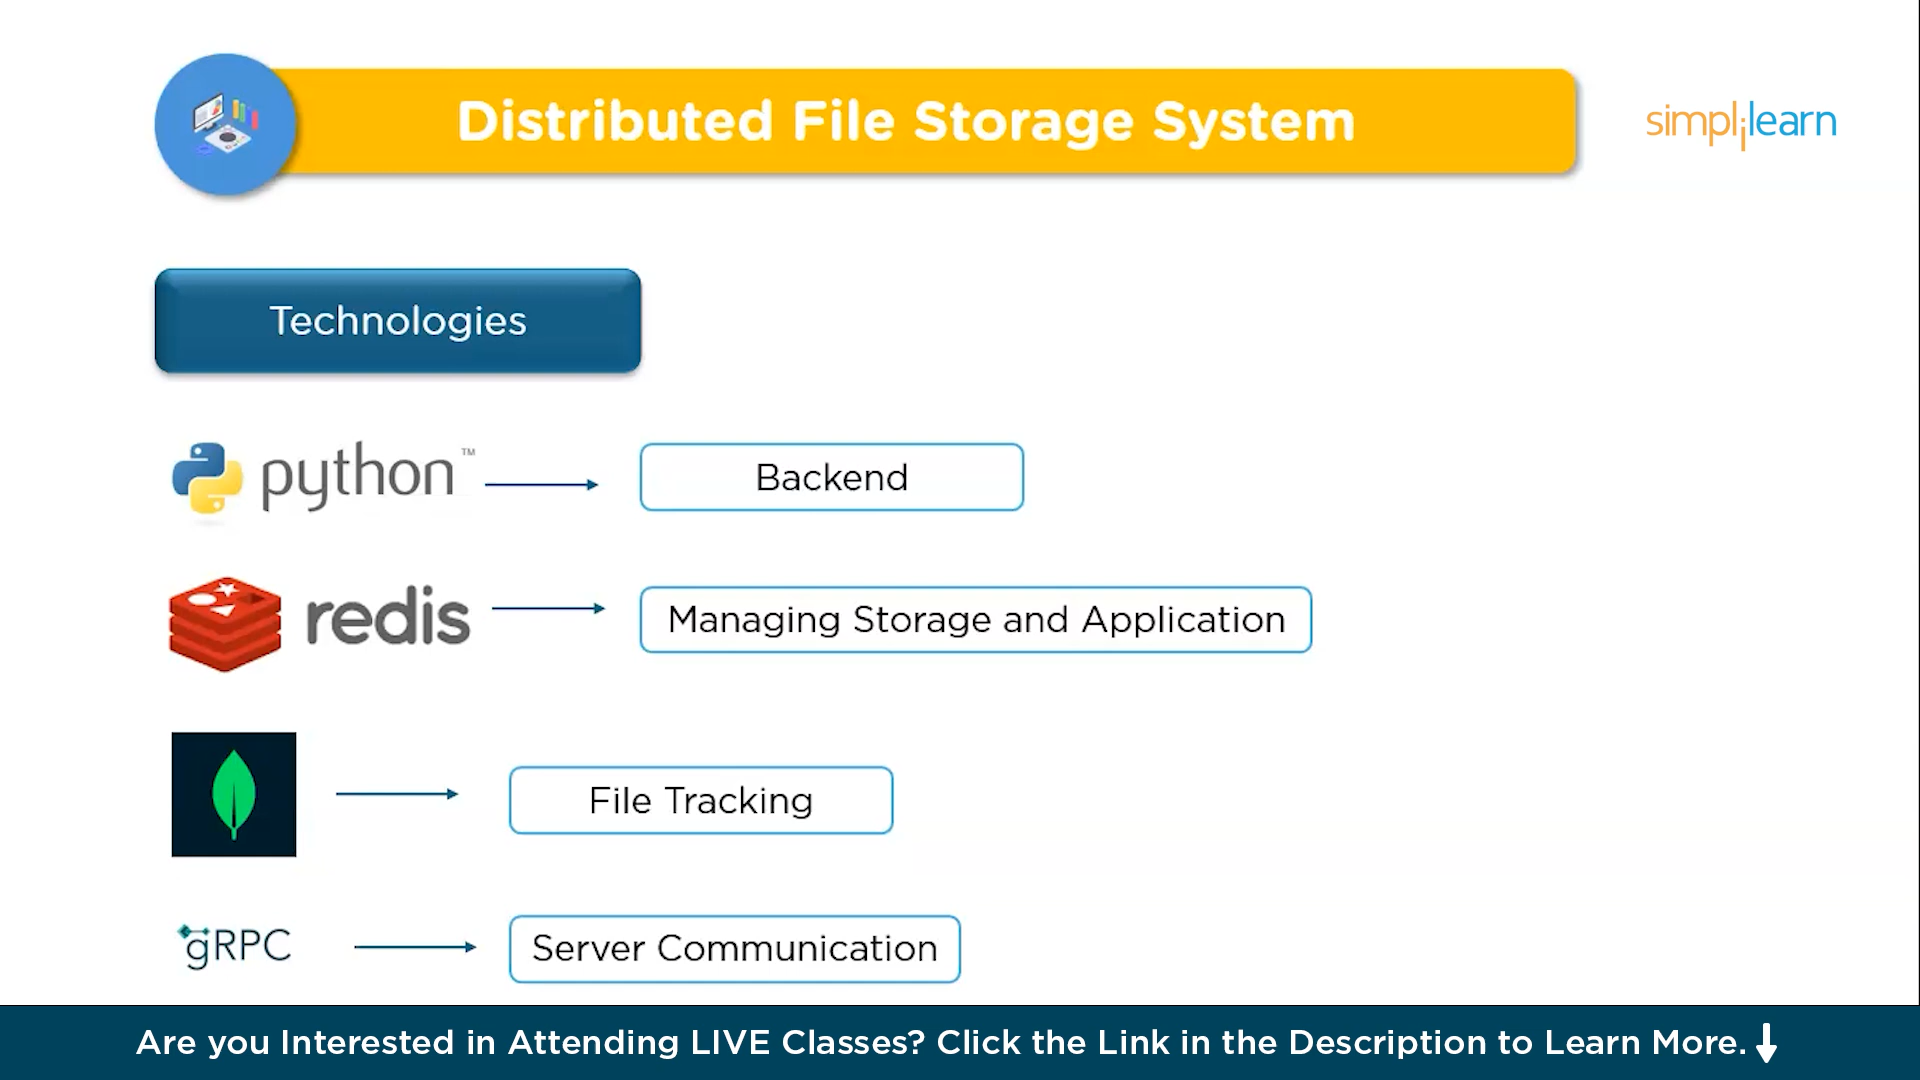 Distributed File Storage System
simplilearn
Technologies
python™
Backend
redis
Managing Storage and Application
File Tracking
gRPC
Server Communication
Are you Interested in Attending LIVE Classes? Click the Link in the Description to Learn More.